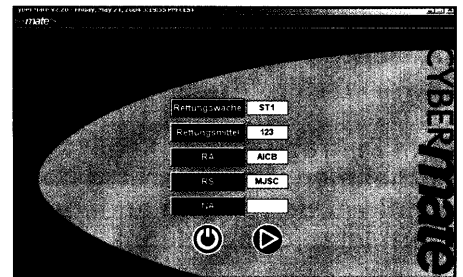 mate
Rettungswache ST1
Rettungsmittel 123
RA AICB
RS MJSC
NA
CYBERmate